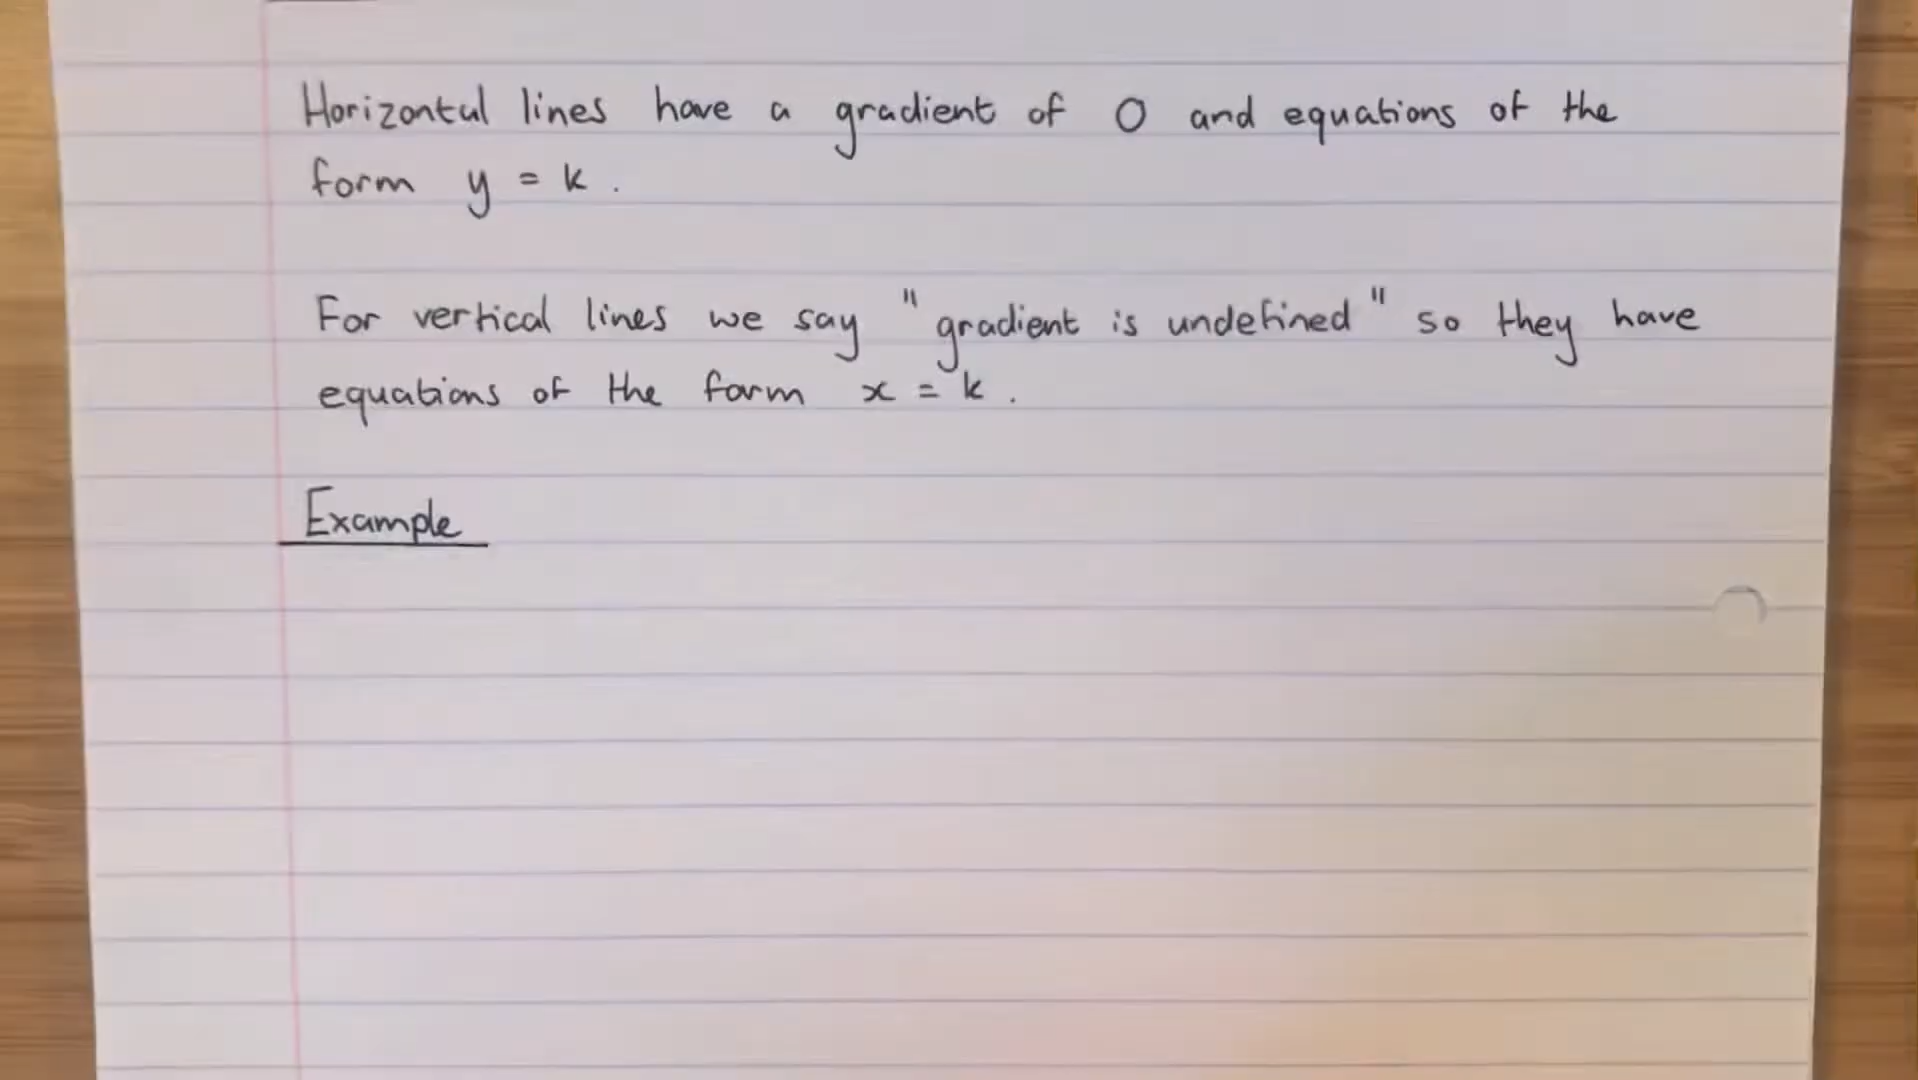 Horizontal lines have a gradient of 0 and equations of the
form y = k .
For vertical lines we say "gradient is undefined" so they have
equations of the form x = k .
Example